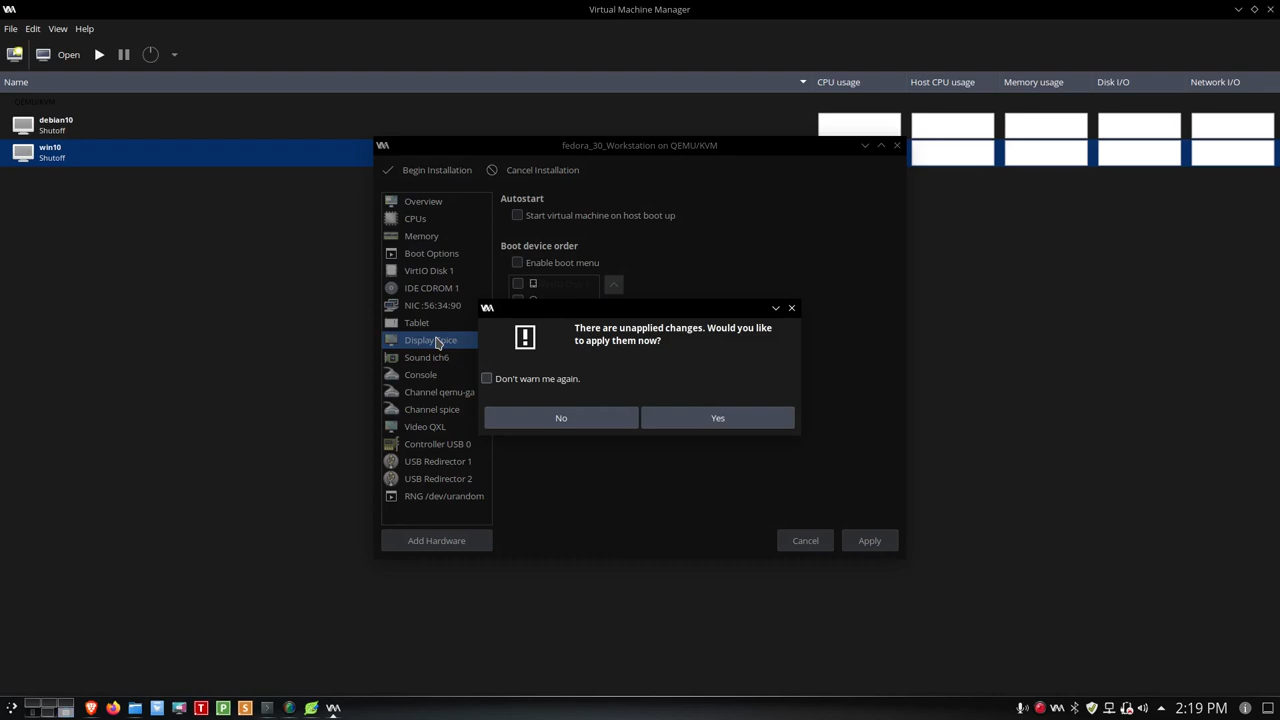 Virtual Machine Manager
File Edit View Help
Open
Name CPU usage Host CPU usage Memory usage Disk I/O Network I/O
QEMU/KVM
debian10
Shutoff
win10
Shutoff
fedora_30_Workstation on QEMU/KVM
Begin Installation Cancel Installation
Overview
CPUs
Memory
Boot Options
VirtIO Disk 1
IDE CDROM 1
NIC :56:34:90
Tablet
Display Spice
Sound ich6
Console
Channel qemu-ga
Channel spice
Video QXL
Controller USB 0
USB Redirector 1
USB Redirector 2
RNG /dev/urandom
Add Hardware
Autostart
Start virtual machine on host boot up
Boot device order
Enable boot menu
There are unapplied changes. Would you like
to apply them now?
Don't warn me again.
No Yes
Cancel Apply
T P S
2:19 PM